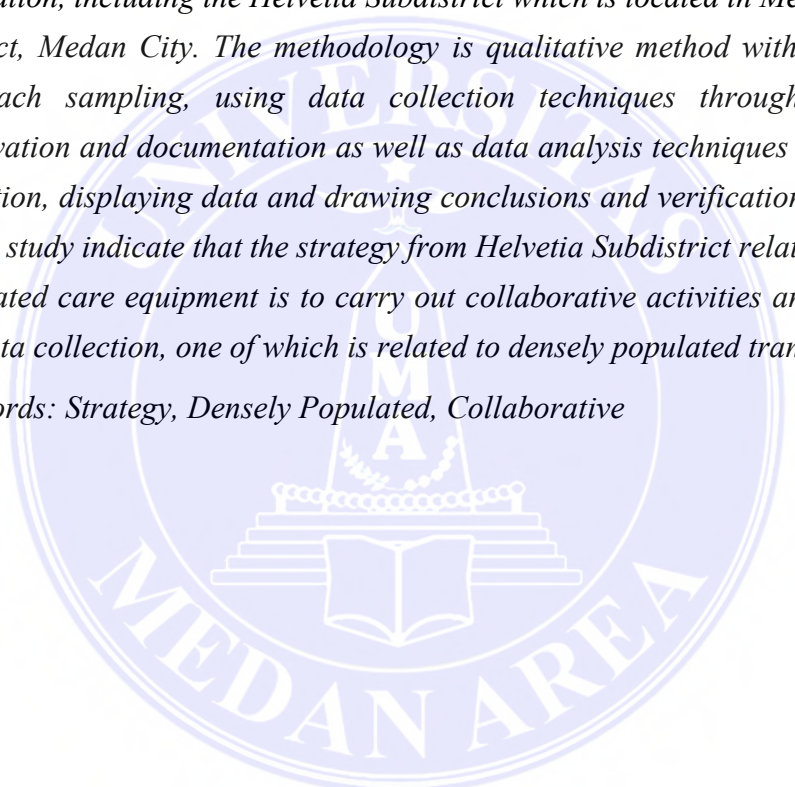 ation, including the Helvetia Subdistrict which is located in Me
ct, Medan City. The methodology is qualitative method with
ach sampling, using data collection techniques through
vation and documentation as well as data analysis techniques
tion, displaying data and drawing conclusions and verification
study indicate that the strategy from Helvetia Subdistrict relat
ated care equipment is to carry out collaborative activities an
ta collection, one of which is related to densely populated tran
ords: Strategy, Densely Populated, Collaborative
UNIVERSITAS
UMA
MEDAN AREA